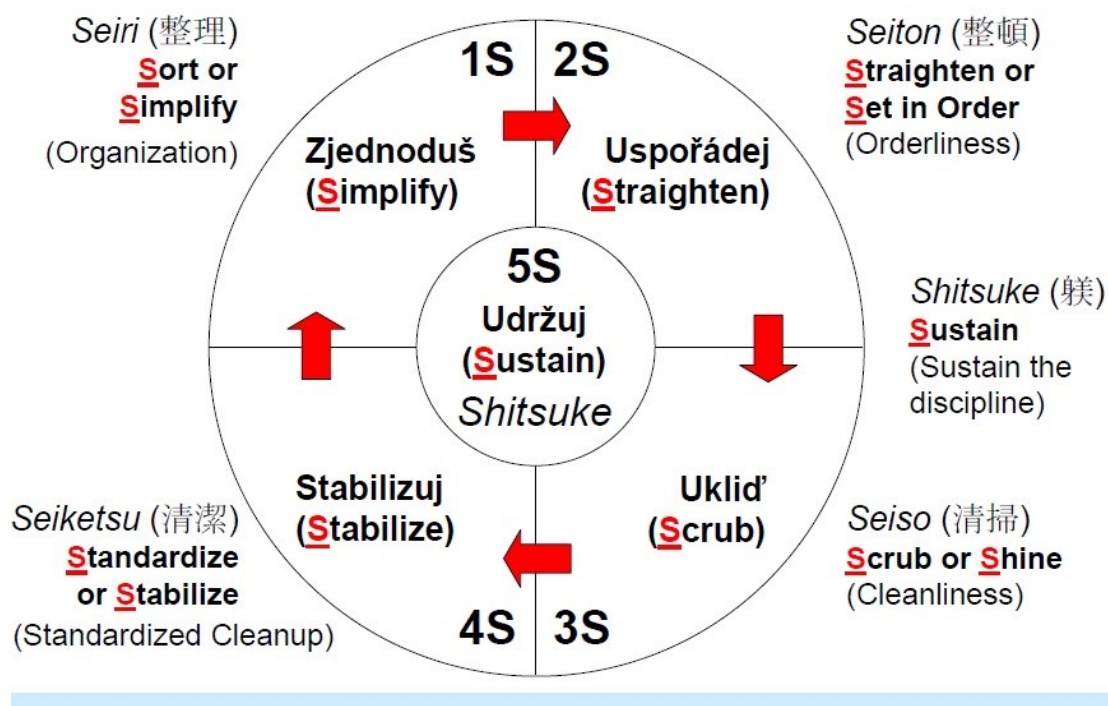 Seiri (整理)
Sort or
Simplify
(Organization)
1S
Zjednoduš
(Simplify)
2S
Uspořádej
(Straighten)
Seiton (整頓)
Straighten or
Set in Order
(Orderliness)
5S
Udržuj
(Sustain)
Shitsuke
Shitsuke (躾)
Sustain
(Sustain the
discipline)
Stabilizuj
(Stabilize)
4S
Seiketsu (清潔)
Standardize
or Stabilize
(Standardized Cleanup)
Ukliď
(Scrub)
3S
Seiso (清掃)
Scrub or Shine
(Cleanliness)